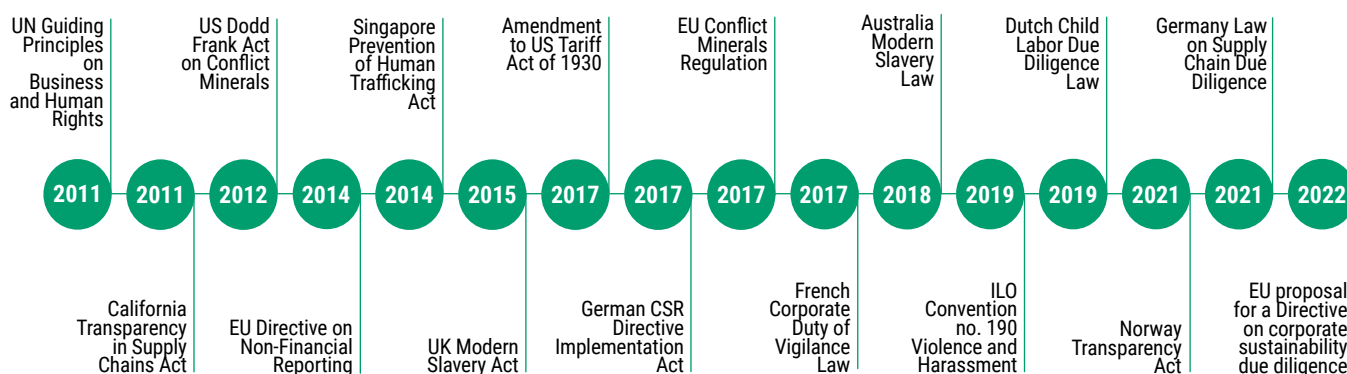 UN Guiding
Principles
on
Business
and Human
Rights
US Dodd
Frank Act
on Conflict
Minerals
Singapore
Prevention
of Human
Trafficking
Act
Amendment
to US Tariff
Act of 1930
EU Conflict
Minerals
Regulation
Australia
Modern
Slavery
Law
Dutch Child
Labor Due
Diligence
Law
Germany Law
on Supply
Chain Due
Diligence
2011
2011
2012
2014
2014
2015
2017
2017
2017
2017
2018
2019
2019
2021
2021
2022
California
Transparency
in Supply
Chains Act
EU Directive on
Non-Financial
Reporting
UK Modern
Slavery Act
German CSR
Directive
Implementation
Act
French
Corporate
Duty of
Vigilance
Law
ILO
Convention
no. 190
Violence and
Harassment
Norway
Transparency
Act
EU proposal
for a Directive
on corporate
sustainability
due diligence